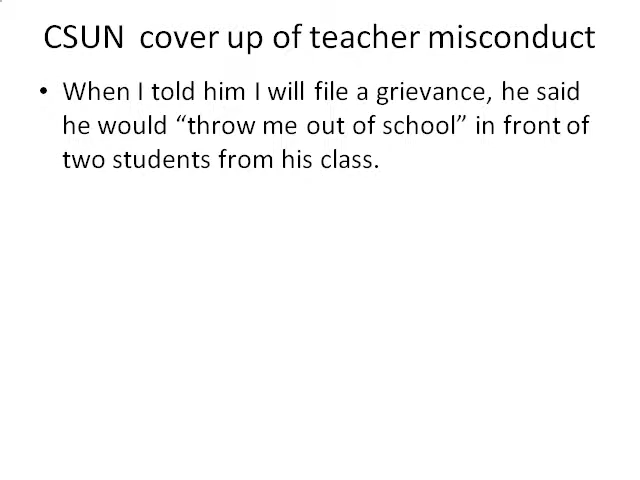 CSUN cover up of teacher misconduct
• When I told him I will file a grievance, he said
he would “throw me out of school” in front of
two students from his class.